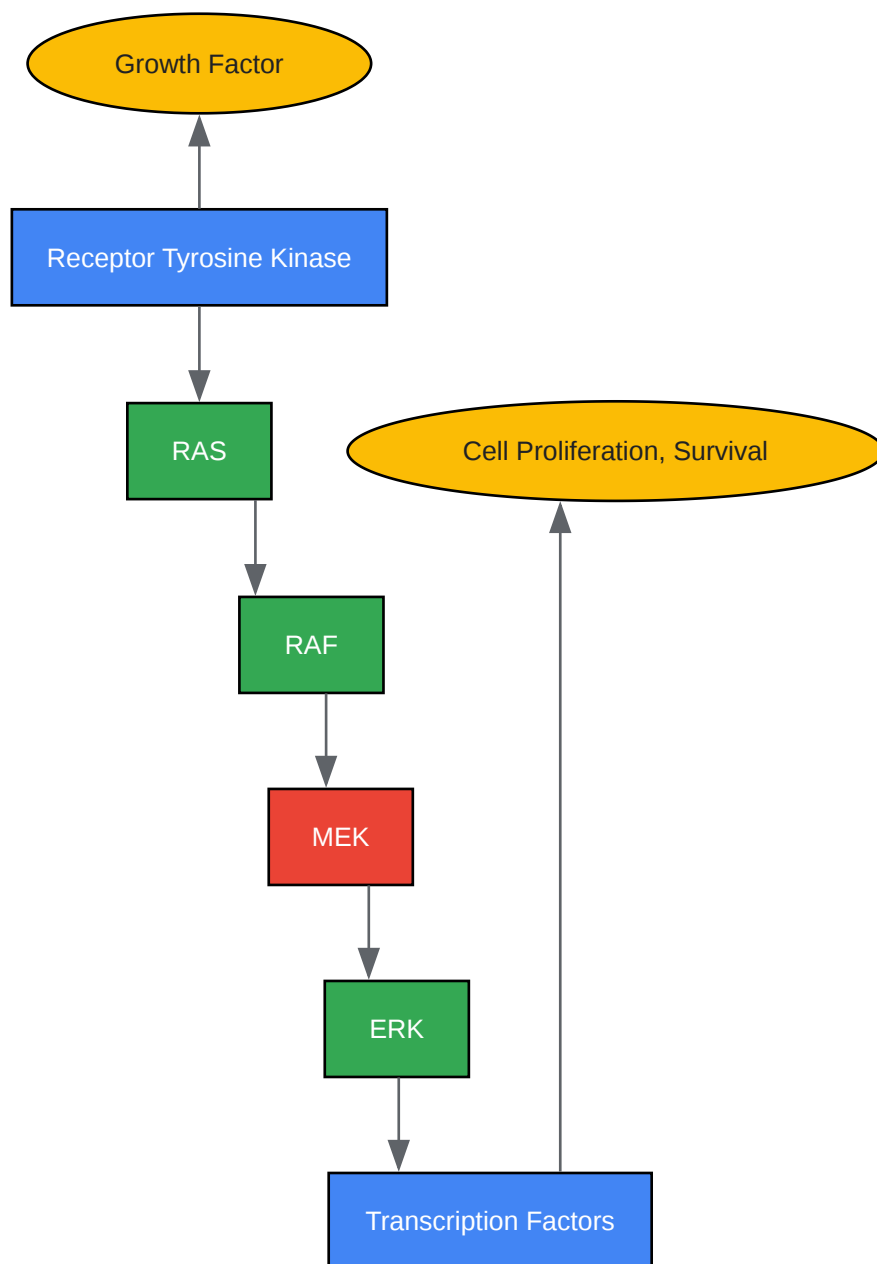 Growth Factor
Receptor Tyrosine Kinase
RAS
Cell Proliferation, Survival
RAF
MEK
ERK
Transcription Factors